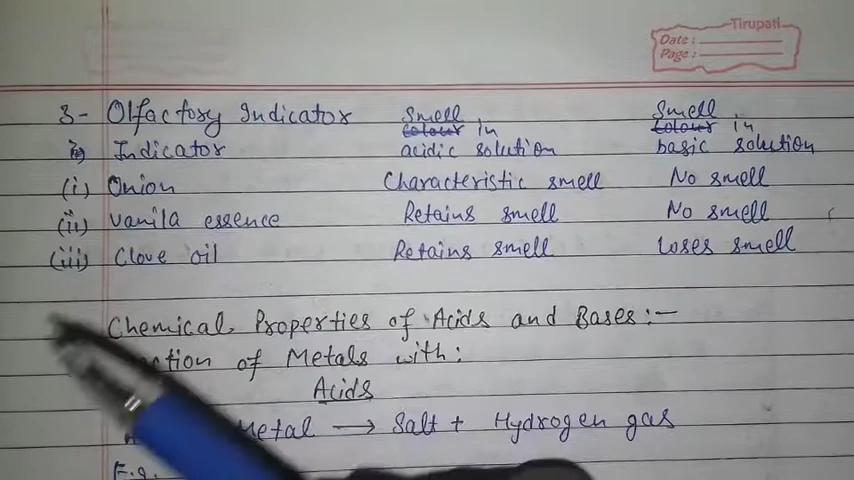 Tirupati
Date:
Page:
3- Olfactory Indicator Smell Smell
colour in colour in
Indicator acidic solution basic solution
(i) Onion Characteristic smell No smell
(ii) Vanila essence Retains smell No smell
(iii) Clove oil Retains smell Loses smell
Chemical Properties of Acids and Bases:-
ction of Metals with:
Acids
Metal → Salt + Hydrogen gas
E.g.